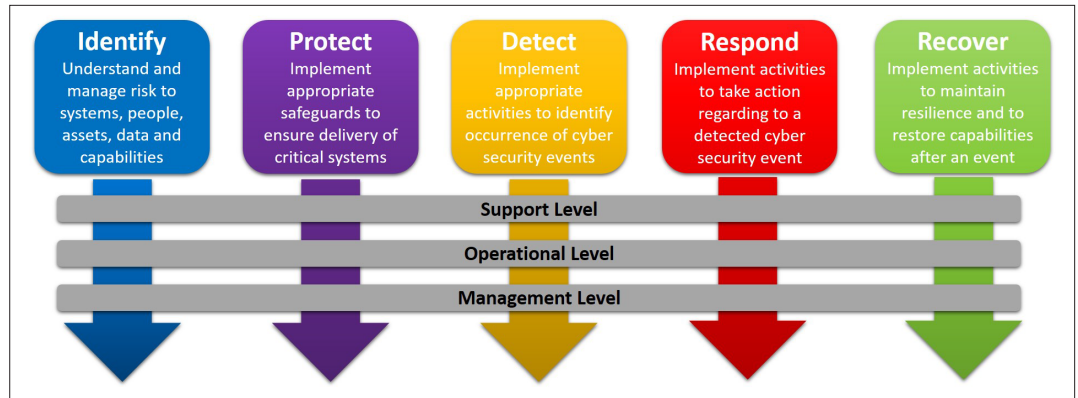 Identify
Understand and
manage risk to
systems, people,
assets, data and
capabilities
Protect
Implement
appropriate
safeguards to
ensure delivery of
critical systems
Detect
Implement
appropriate
activities to identify
occurrence of cyber
security events
Respond
Implement activities
to take action
regarding to a
detected cyber
security event
Recover
Implement activities
to maintain
resilience and to
restore capabilities
after an event
Support Level
Operational Level
Management Level